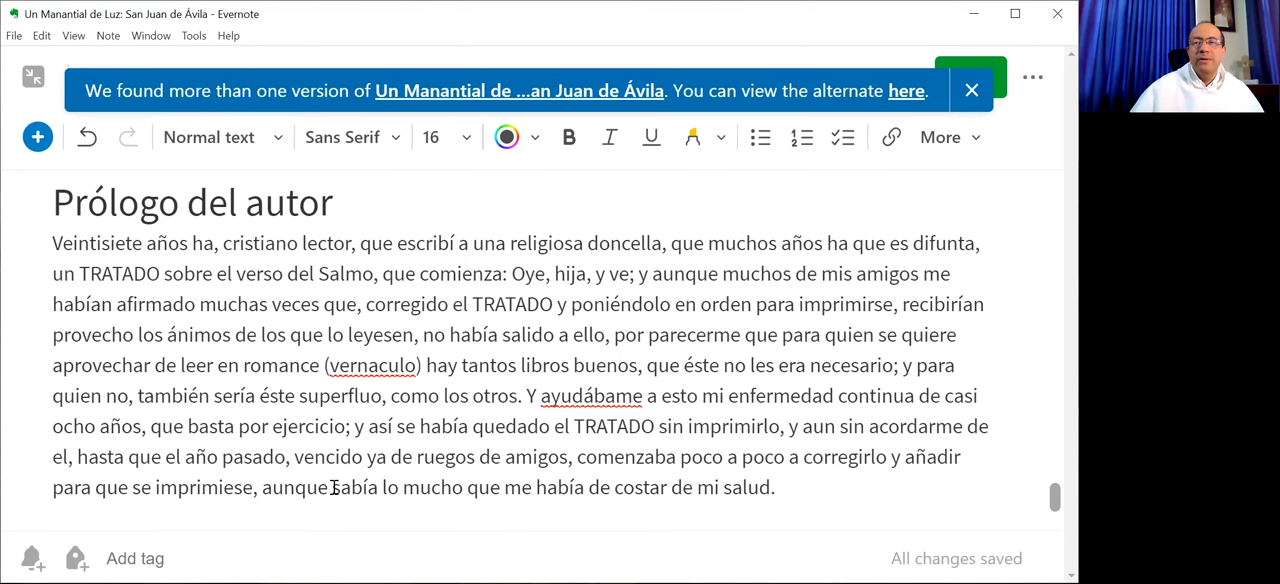 Un Manantial de Luz: San Juan de Ávila - Evernote
File Edit View Note Window Tools Help
We found more than one version of Un Manantial de ...an Juan de Ávila. You can view the alternate here.
Normal text Sans Serif 16 B I U More
Prólogo del autor
Veintisiete años ha, cristiano lector, que escribí a una religiosa doncella, que muchos años ha que es difunta,
un TRATADO sobre el verso del Salmo, que comienza: Oye, hija, y ve; y aunque muchos de mis amigos me
habían afirmado muchas veces que, corregido el TRATADO y poniéndolo en orden para imprimirse, recibirían
provecho los ánimos de los que lo leyesen, no había salido a ello, por parecerme que para quien se quiere
aprovechar de leer en romance (vernaculo) hay tantos libros buenos, que éste no les era necesario; y para
quien no, también sería éste superfluo, como los otros. Y ayudábame a esto mi enfermedad continua de casi
ocho años, que basta por ejercicio; y así se había quedado el TRATADO sin imprimirlo, y aun sin acordarme de
el, hasta que el año pasado, vencido ya de ruegos de amigos, comenzaba poco a poco a corregirlo y añadir
para que se imprimiese, aunque sabía lo mucho que me había de costar de mi salud.
Add tag All changes saved